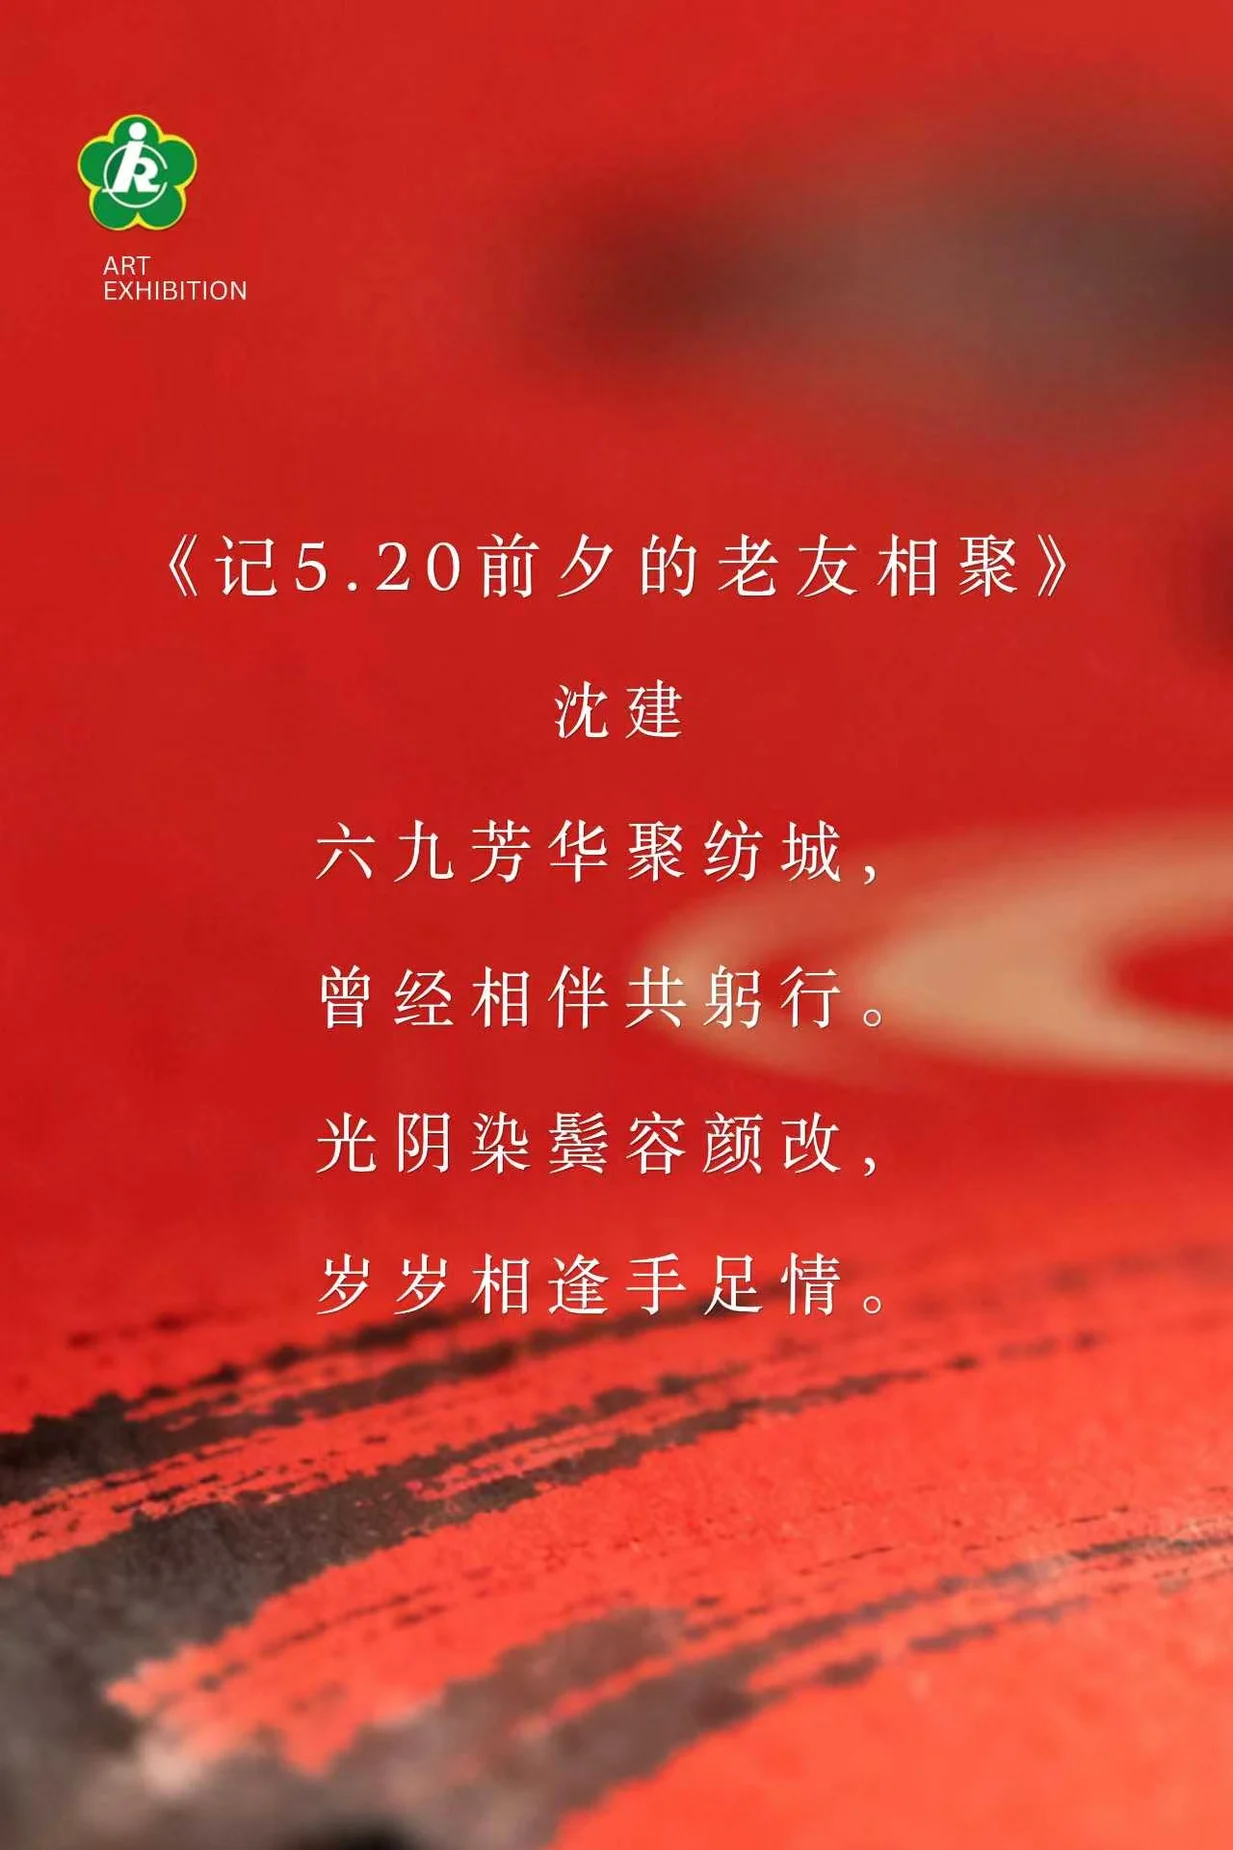 ART
EXHIBITION
《记5.20前夕的老友相聚》
沈建
六九芳华聚纺城，
曾经相伴共躬行。
光阴染鬓容颜改，
岁岁相逢手足情。